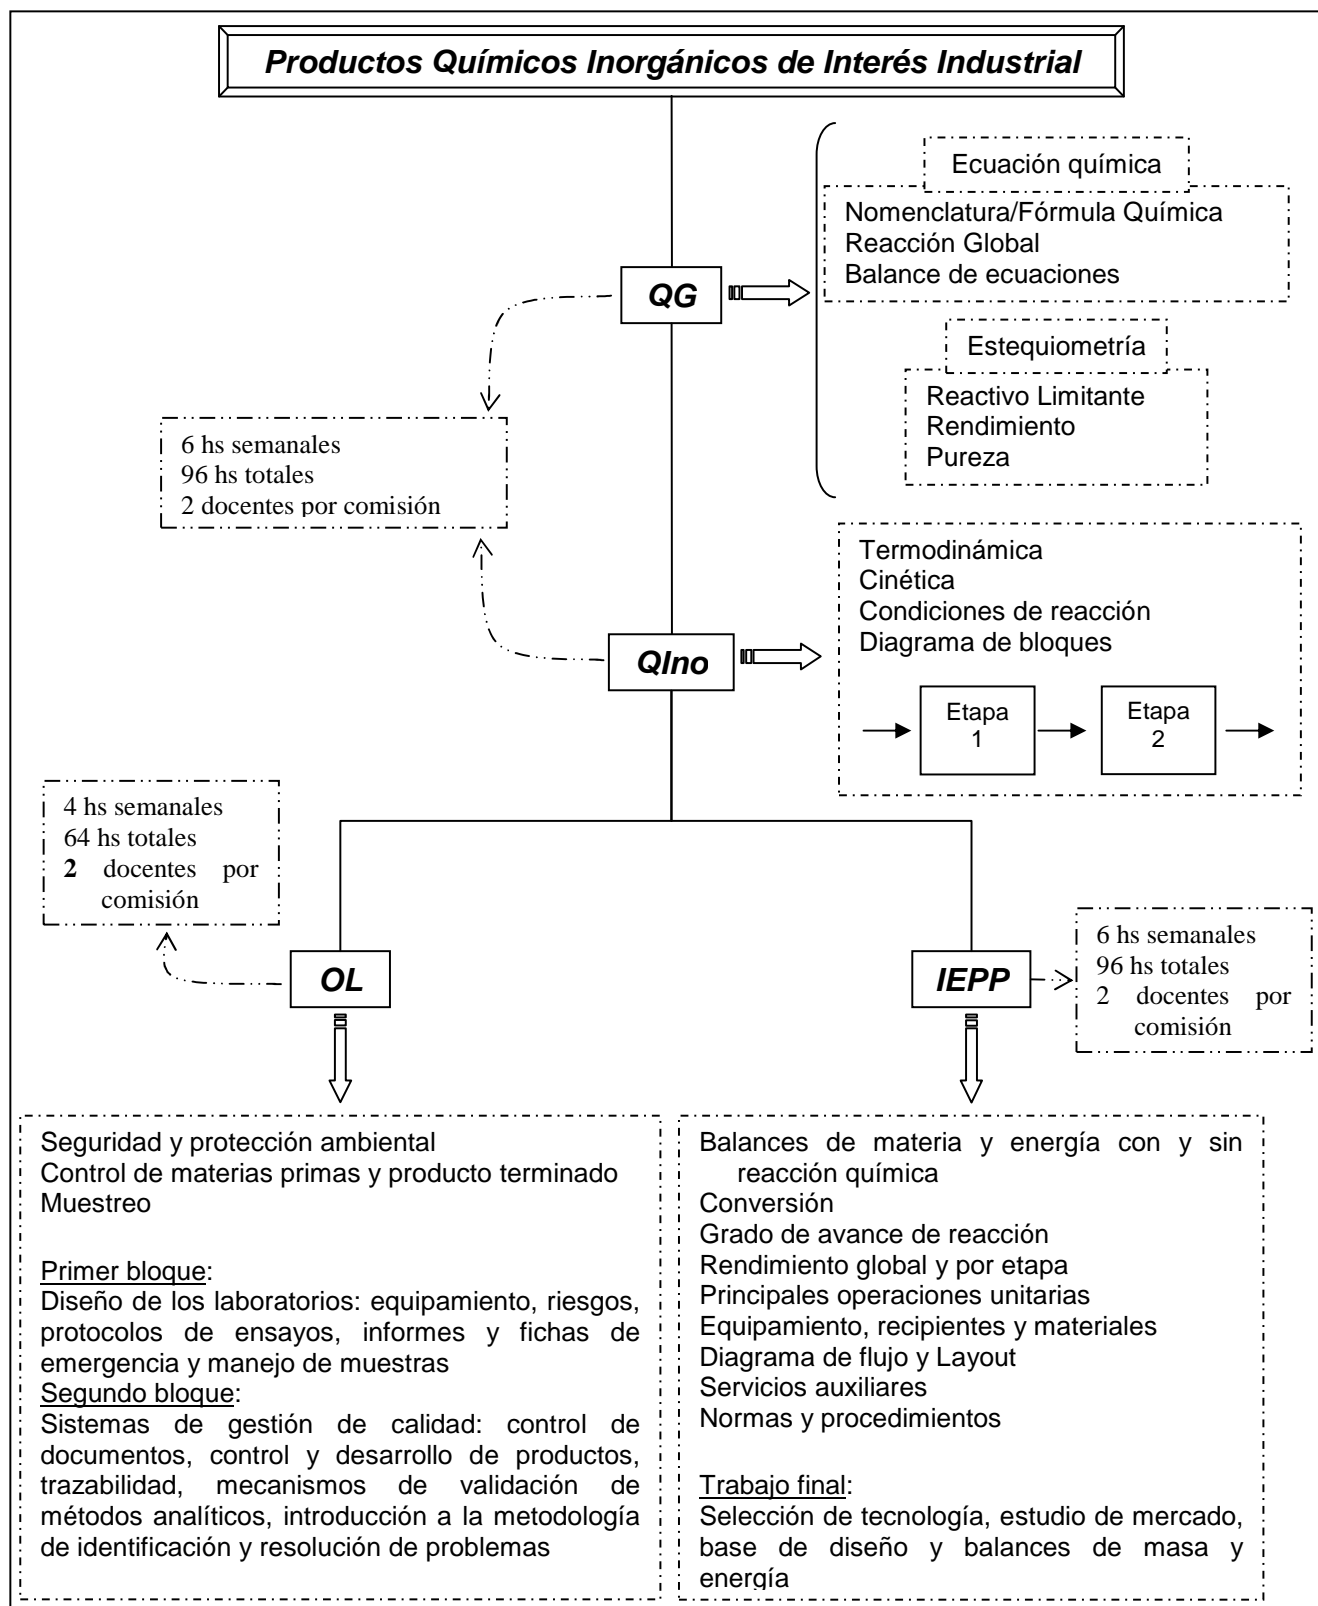 Productos Químicos Inorgánicos de Interés Industrial
Ecuación química
Nomenclatura/Fórmula Química
Reacción Global
Balance de ecuaciones
QG
Estequiometría
Reactivo Limitante
Rendimiento
Pureza
6 hs semanales
96 hs totales
2 docentes por comisión
Termodinámica
Cinética
Condiciones de reacción
Diagrama de bloques
QIno
Etapa
1
Etapa
2
4 hs semanales
64 hs totales
2 docentes por
comisión
OL
IEPP
6 hs semanales
96 hs totales
2 docentes por
comisión
Seguridad y protección ambiental
Control de materias primas y producto terminado
Muestreo
Primer bloque:
Diseño de los laboratorios: equipamiento, riesgos,
protocolos de ensayos, informes y fichas de
emergencia y manejo de muestras
Segundo bloque:
Sistemas de gestión de calidad: control de
documentos, control y desarrollo de productos,
trazabilidad, mecanismos de validación de
métodos analíticos, introducción a la metodología
de identificación y resolución de problemas
Balances de materia y energía con y sin
reacción química
Conversión
Grado de avance de reacción
Rendimiento global y por etapa
Principales operaciones unitarias
Equipamiento, recipientes y materiales
Diagrama de flujo y Layout
Servicios auxiliares
Normas y procedimientos
Trabajo final:
Selección de tecnología, estudio de mercado,
base de diseño y balances de masa y
energía